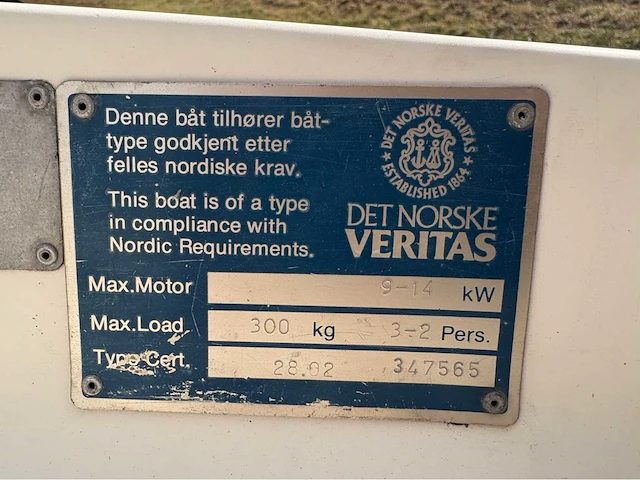 Denne båt tilhører båt-
type godkjent etter
felles nordiske krav.
This boat is of a type
in compliance with
Nordic Requirements.
DET NORSKE VERITAS
ESTABLISHED 1864
DET NORSKE
VERITAS
Max.Motor 9-14 kW
Max.Load 300 kg 3-2 Pers.
Type Cert. 28.02 347565